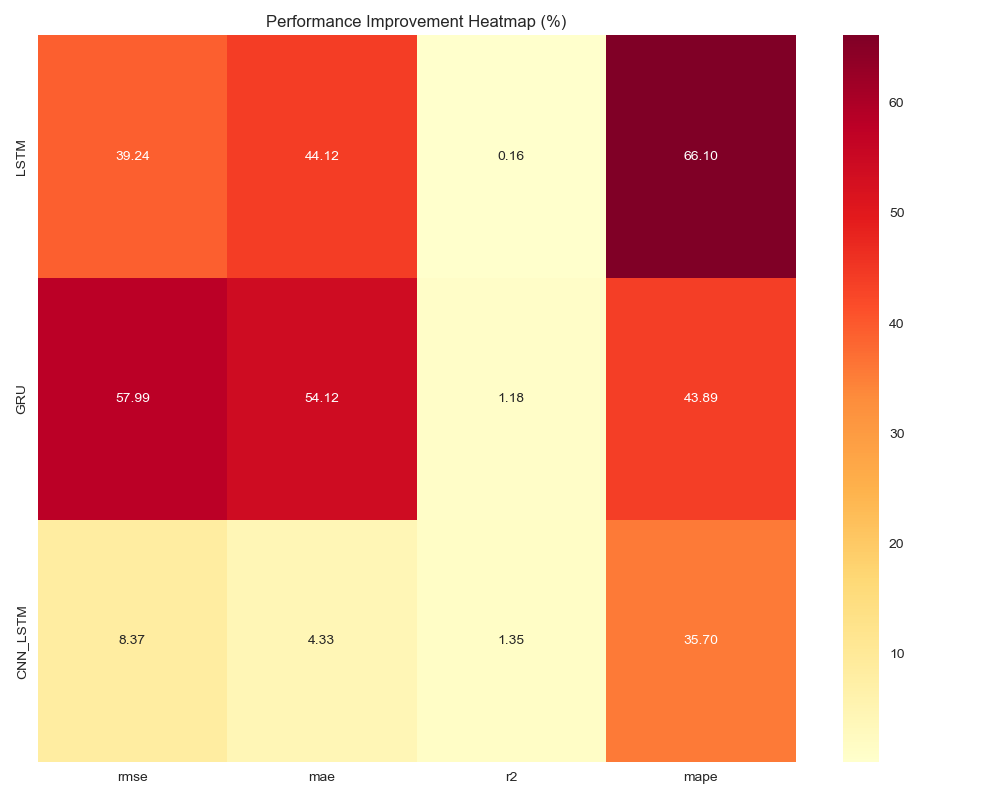 Performance Improvement Heatmap (%)
LSTM
39.24 44.12 0.16 66.10
GRU
57.99 54.12 1.18 43.89
CNN_LSTM
8.37 4.33 1.35 35.70
rmse mae r2 mape
60
50
40
30
20
10